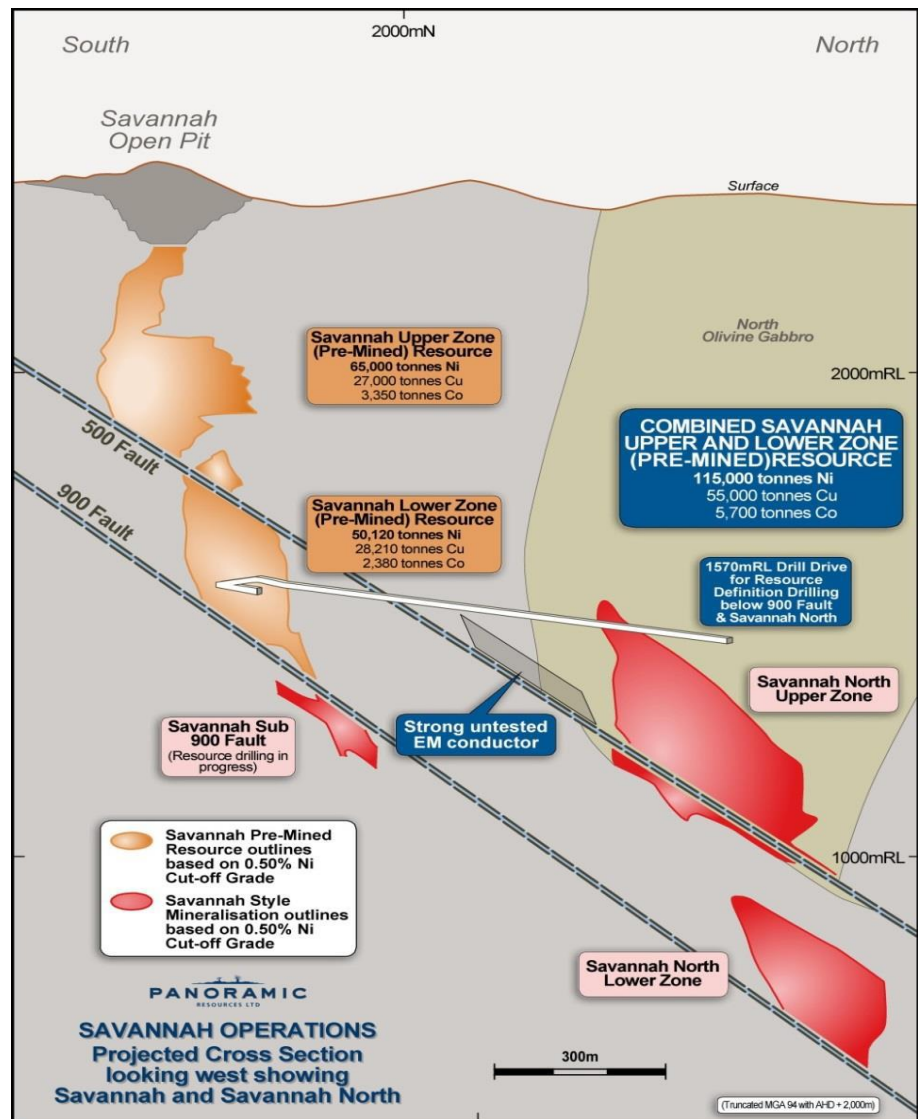 2000mN
South
North
Savannah
Open Pit
Surface
North
Olivine Gabbro
Savannah Upper Zone
(Pre-Mined) Resource
65,000 tonnes Ni
27,000 tonnes Cu
3,350 tonnes Co
2000mRL
COMBINED SAVANNAH
UPPER AND LOWER ZONE
(PRE-MINED)RESOURCE
115,000 tonnes Ni
55,000 tonnes Cu
5,700 tonnes Co
500 Fault
900 Fault
Savannah Lower Zone
(Pre-Mined) Resource
50,120 tonnes Ni
28,210 tonnes Cu
2,380 tonnes Co
1570mRL Drill Drive
for Resource
Definition Drilling
below 900 Fault
& Savannah North
Savannah North
Upper Zone
Savannah Sub
900 Fault
(Resource drilling in
progress)
Strong untested
EM conductor
Savannah Pre-Mined
Resource outlines
based on 0.50% Ni
Cut-off Grade
Savannah Style
Mineralisation outlines
based on 0.50% Ni
Cut-off Grade
1000mRL
Savannah North
Lower Zone
PANORAMIC
RESOURCES LTD
SAVANNAH OPERATIONS
Projected Cross Section
looking west showing
Savannah and Savannah North
300m
(Truncated MGA 94 with AHD + 2,000m)